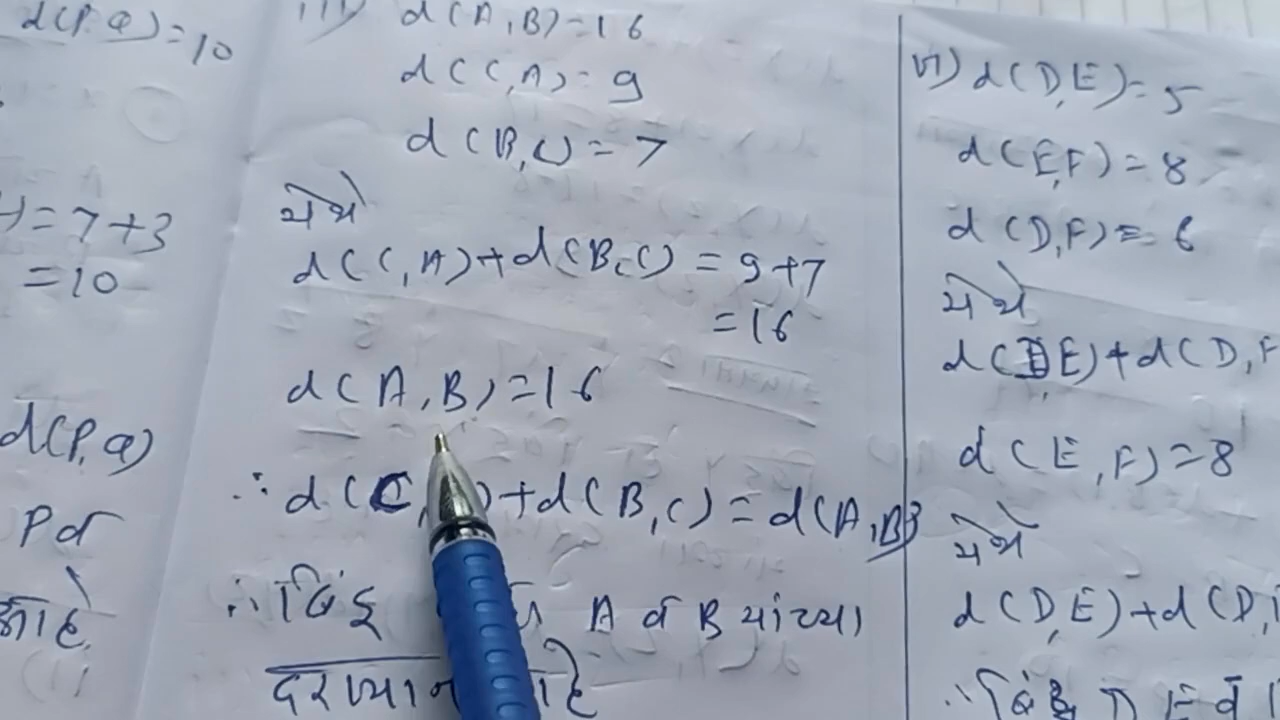 d(P,Q)=10
=7+3
=10
d(P,Q)
P व
आहे.
iii) d(A,B)=16
d(C,A)=9
d(B,C)=7
येथे
d(C,A)+d(B,C)=9+7
=16
d(A,B)=16
∴ d(C, )+d(B,C)=d(A,B)
∴ बिंदू A व B यांच्या
दरम्यान आहे
vi) d(D,E)=5
d(E,F)=8
d(D,F)=6
येथे
d(D,E)+d(D,F
d(E,F)=8
येथे
d(D,E)+d(D,
∴ बिंदू D E व